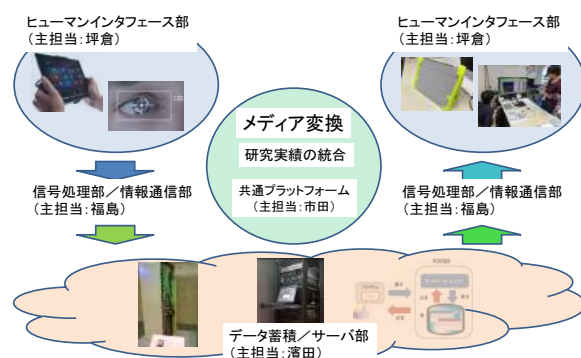 ヒューマンインタフェース部
(主担当:坪倉)
ヒューマンインタフェース部
(主担当:坪倉)
メディア変換
研究実績の統合
共通プラットフォーム
(主担当:市田)
信号処理部/情報通信部
(主担当:福島)
信号処理部/情報通信部
(主担当:福島)
データ蓄積/サーバ部
(主担当:濱田)